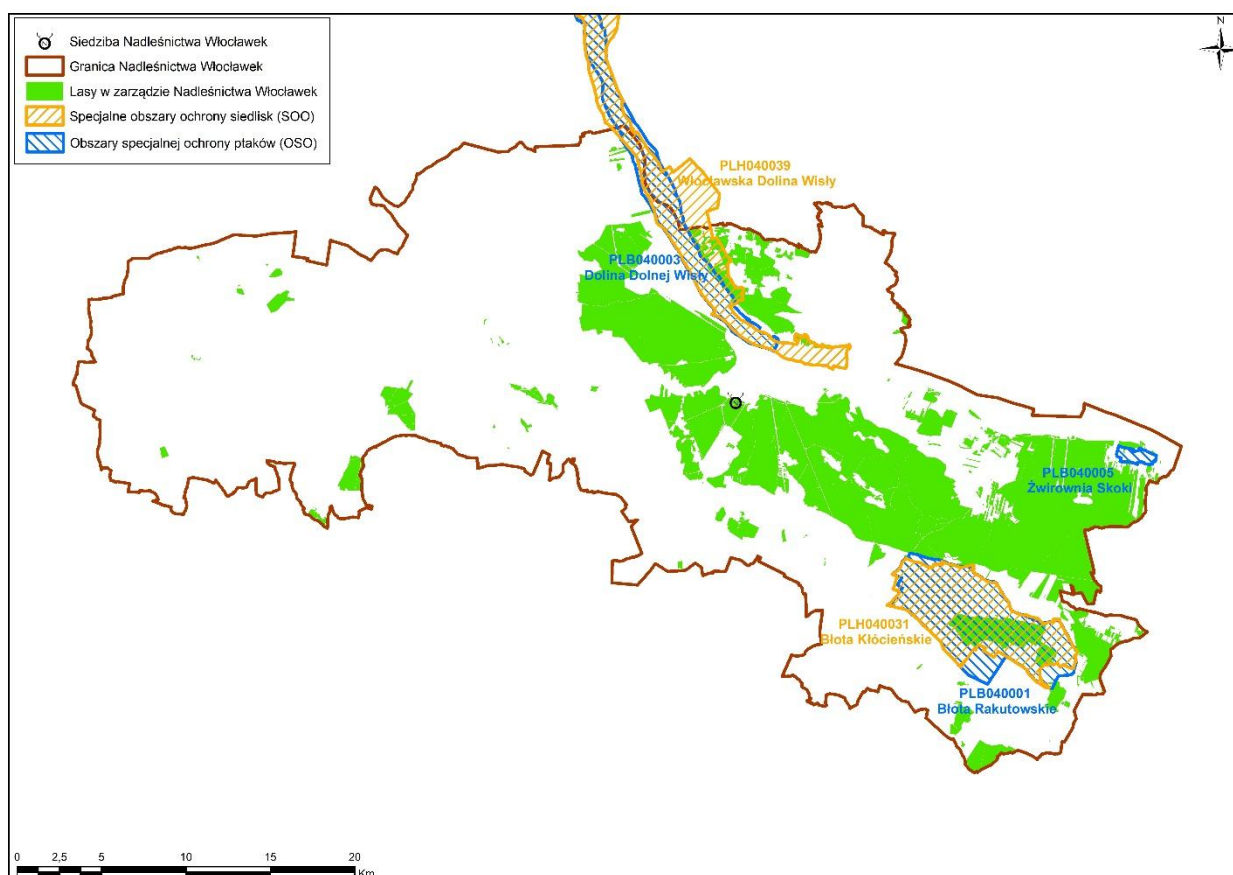 Siedziba Nadleśnictwa Włocławek
Granica Nadleśnictwa Włocławek
Lasy w zarządzie Nadleśnictwa Włocławek
Specjalne obszary ochrony siedlisk (SOO)
Obszary specjalnej ochrony ptaków (OSO)
N
PLH040039
Włocławska Dolina Wisły
PLB040003
Dolina Dolnej Wisły
PLB040005
Żwirownia Skoki
PLH040031
Błota Kłócieńskie
PLB040001
Błota Rakutowskie
0 2,5 5 10 15 20
Km